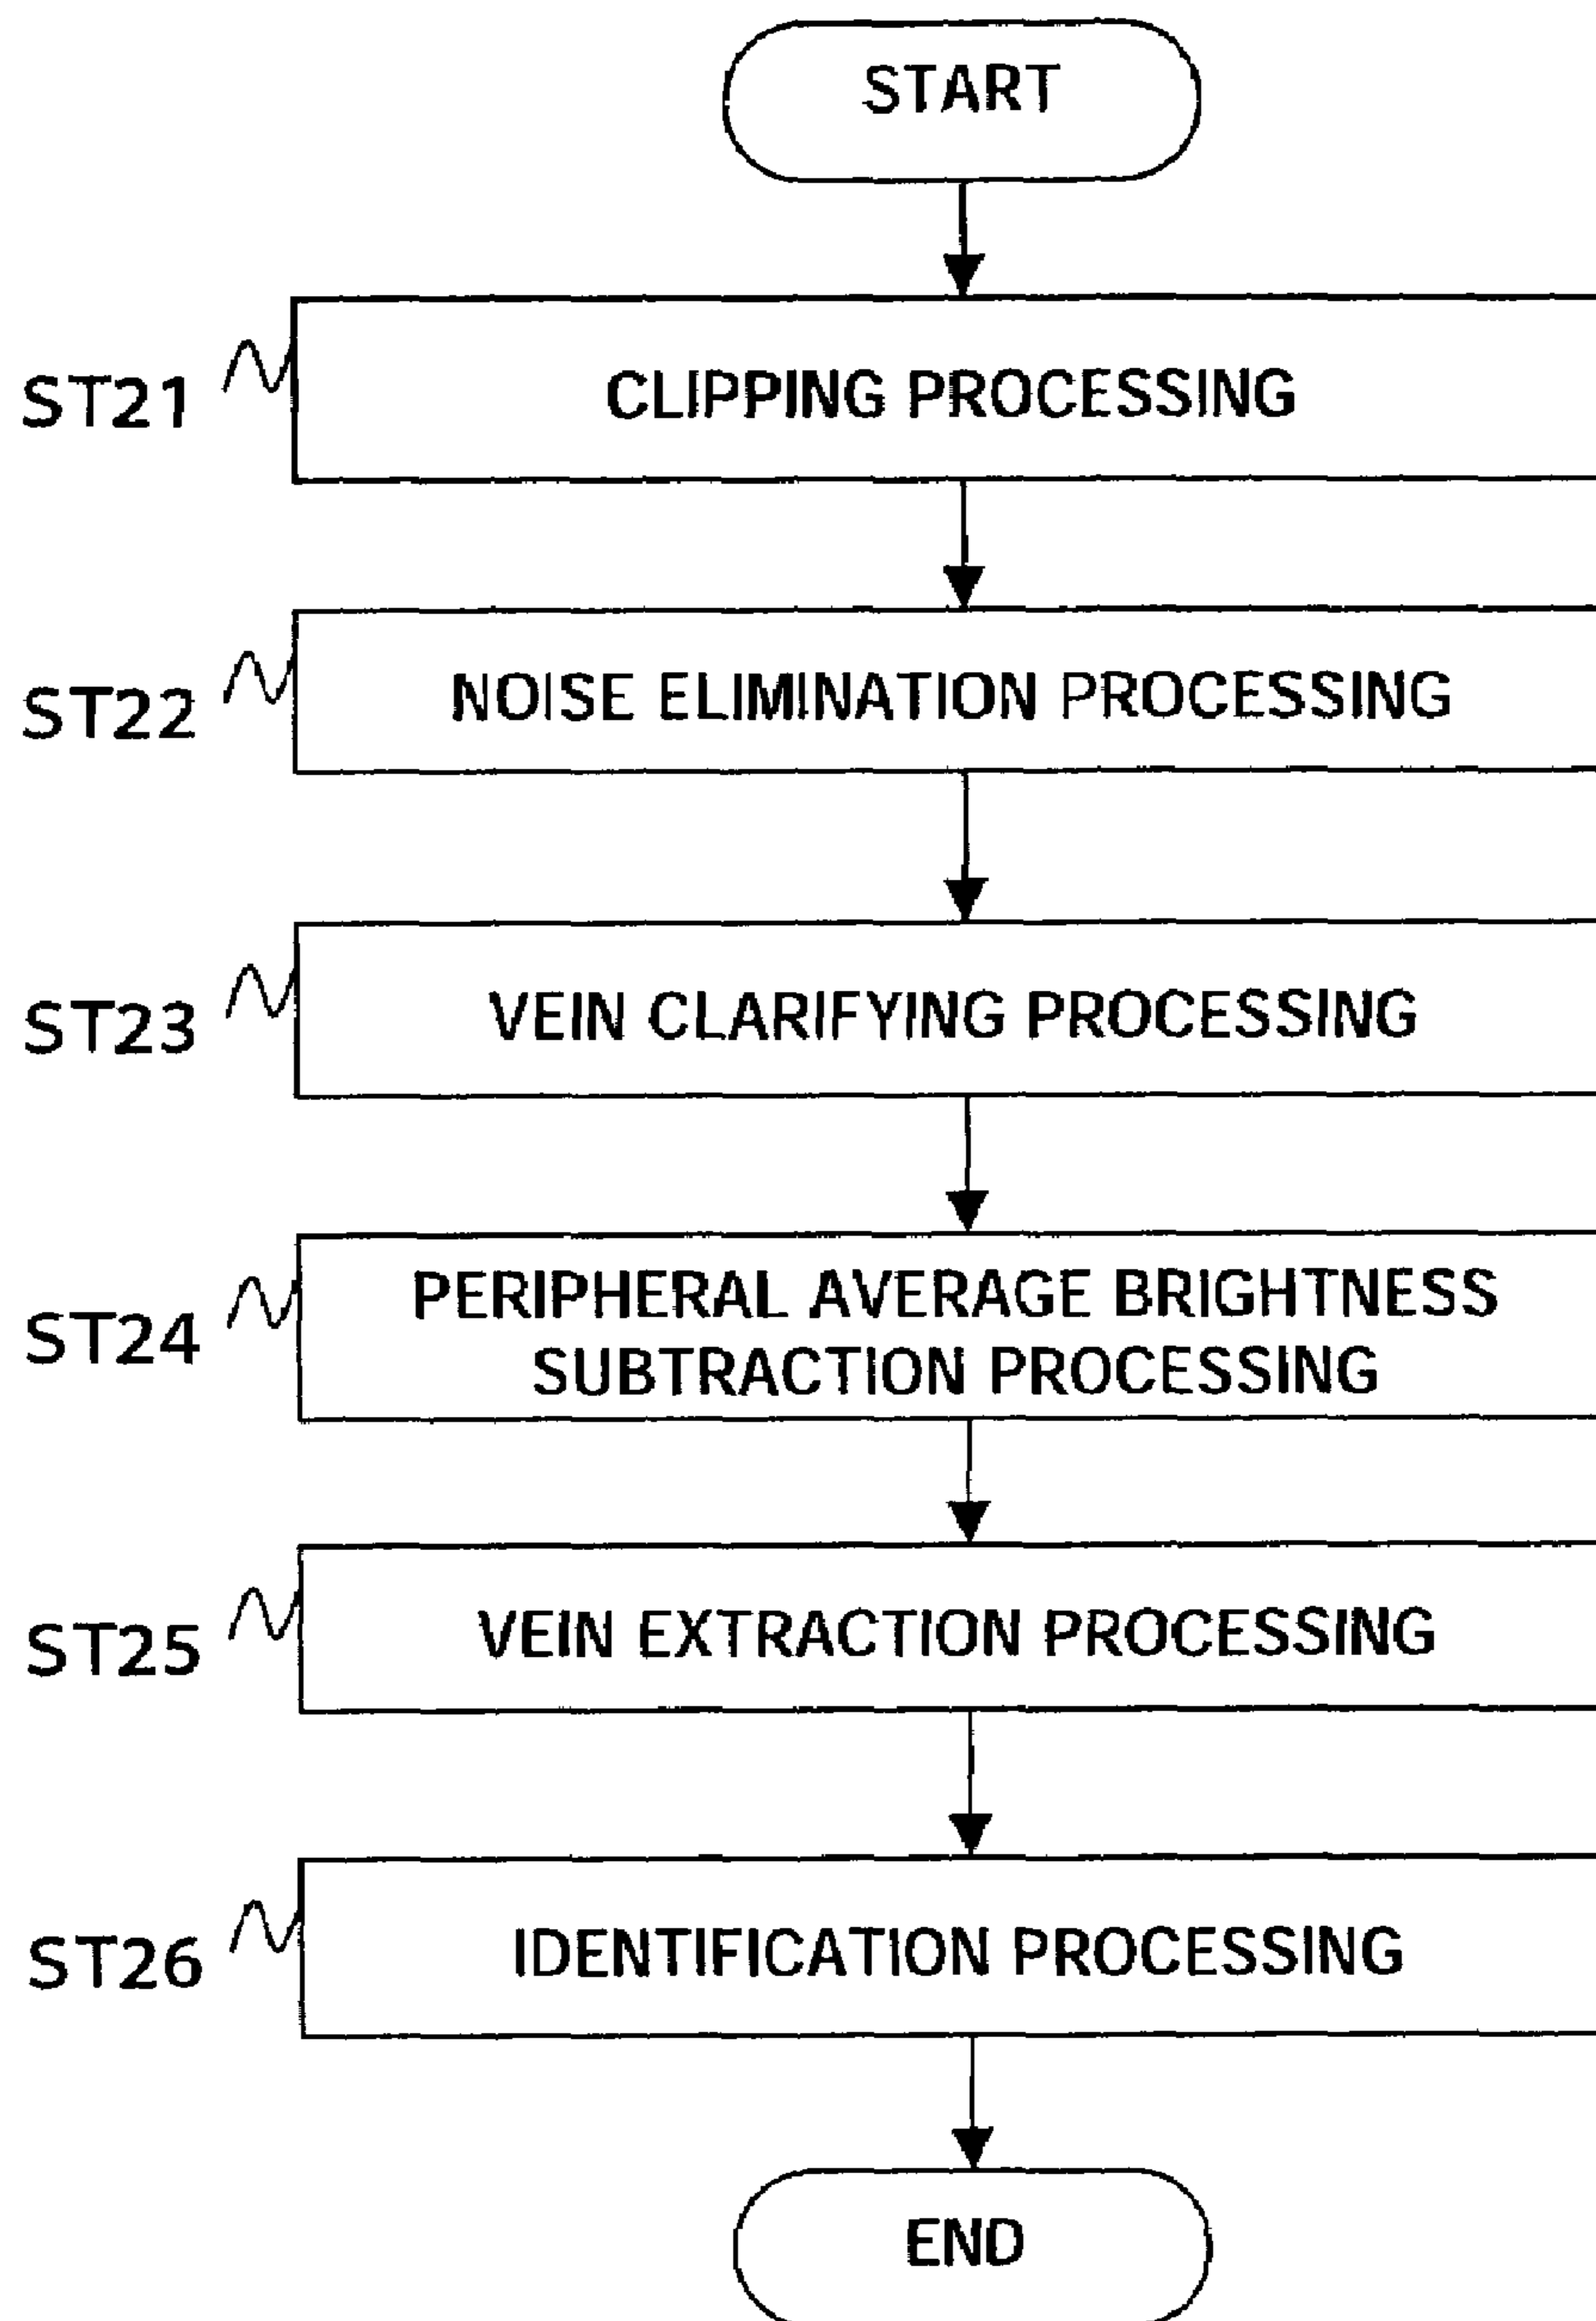 START
ST21
CLIPPING PROCESSING
ST22
NOISE ELIMINATION PROCESSING
ST23
VEIN CLARIFYING PROCESSING
ST24
PERIPHERAL AVERAGE BRIGHTNESS
SUBTRACTION PROCESSING
ST25
VEIN EXTRACTION PROCESSING
ST26
IDENTIFICATION PROCESSING
END